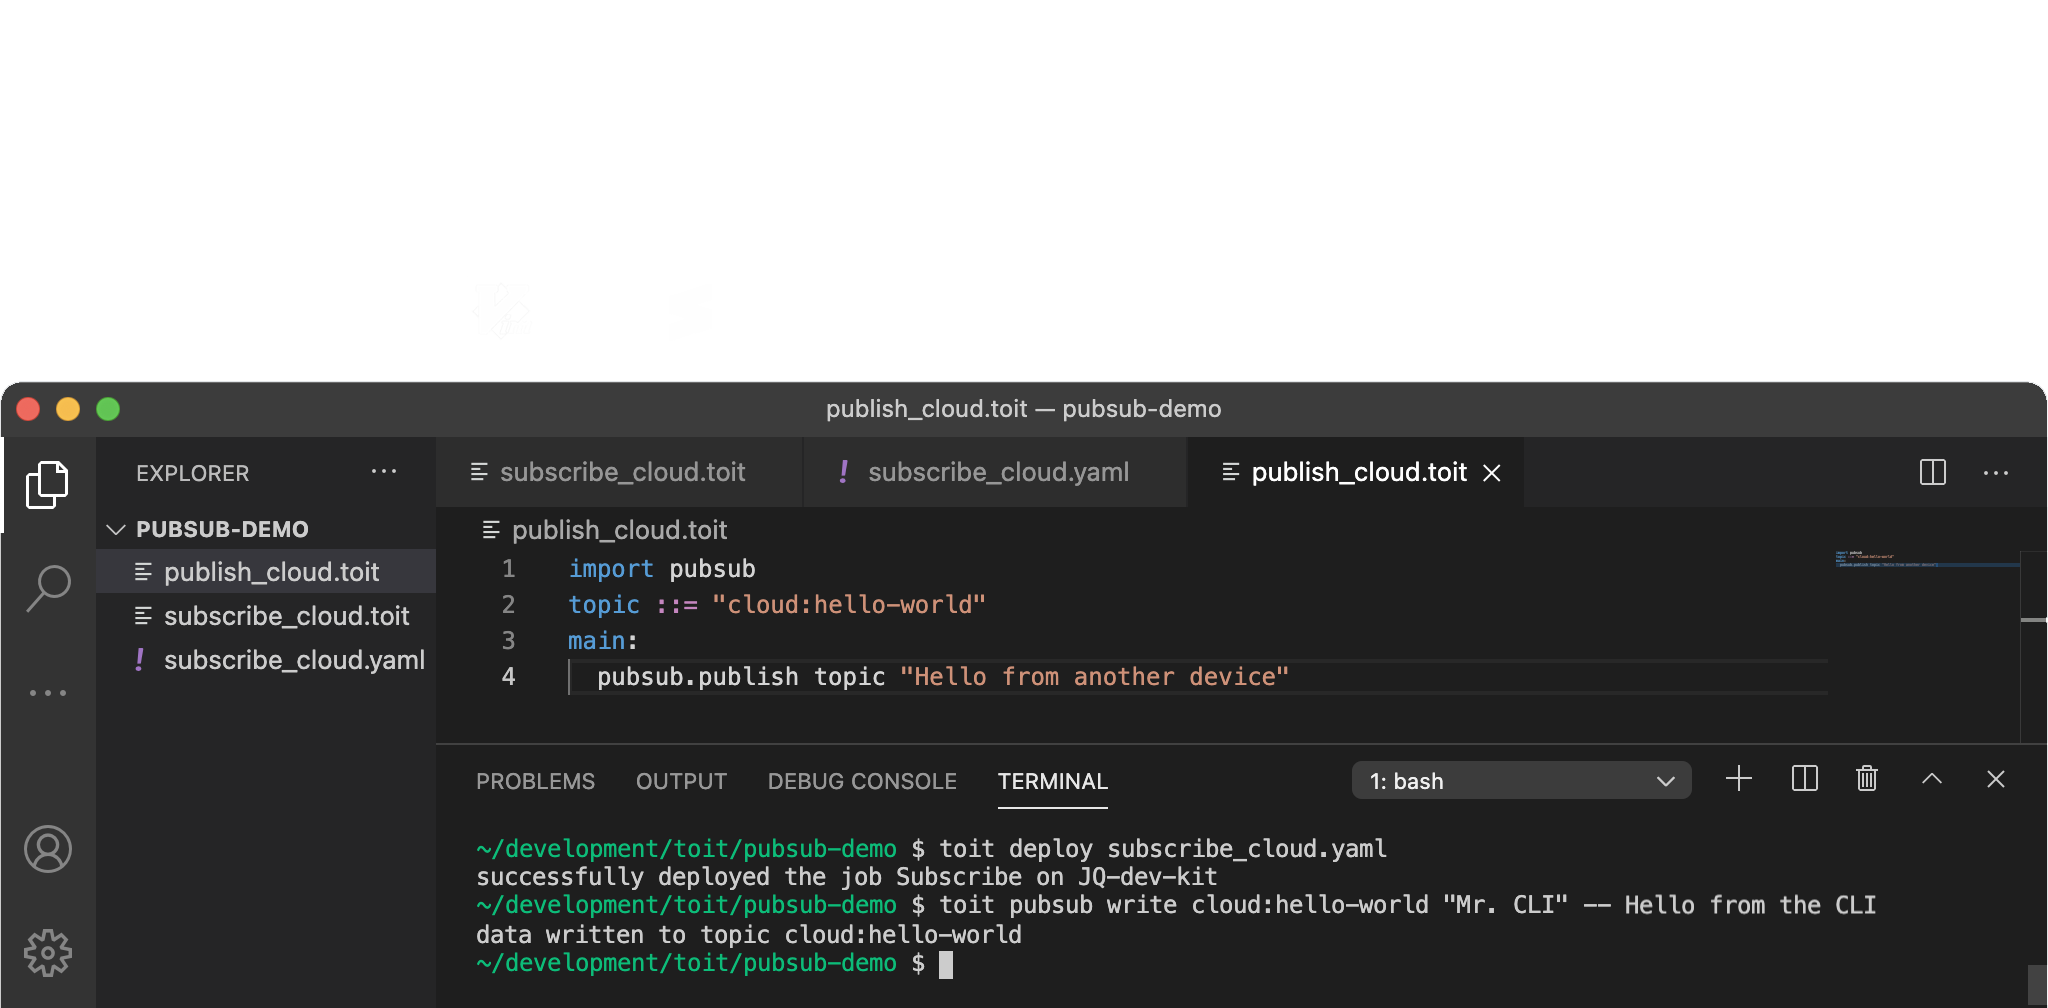 publish_cloud.toit — pubsub-demo
EXPLORER
PUBSUB-DEMO
publish_cloud.toit
subscribe_cloud.toit
! subscribe_cloud.yaml
subscribe_cloud.toit
! subscribe_cloud.yaml
publish_cloud.toit
publish_cloud.toit
1 import pubsub
2 topic ::= "cloud:hello-world"
3 main:
4 pubsub.publish topic "Hello from another device"
PROBLEMS OUTPUT DEBUG CONSOLE TERMINAL
1: bash
~/development/toit/pubsub-demo $ toit deploy subscribe_cloud.yaml
successfully deployed the job Subscribe on JQ-dev-kit
~/development/toit/pubsub-demo $ toit pubsub write cloud:hello-world "Mr. CLI" -- Hello from the CLI
data written to topic cloud:hello-world
~/development/toit/pubsub-demo $